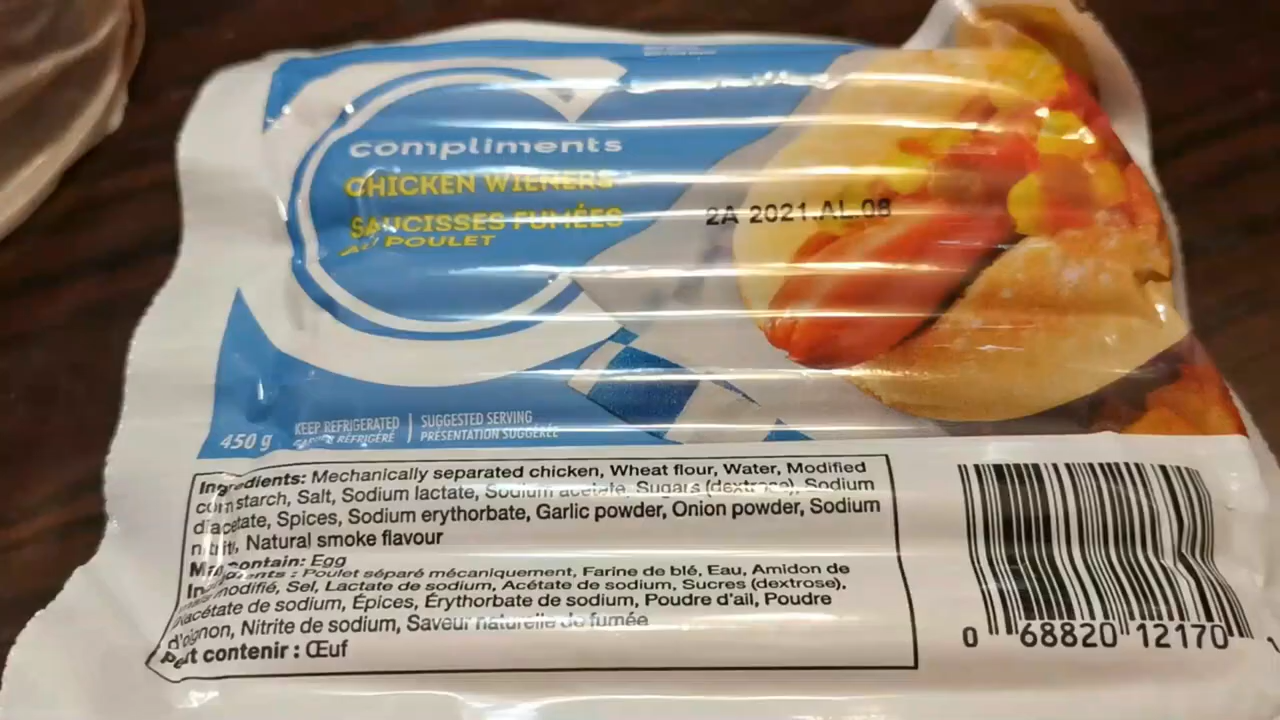 compliments
CHICKEN WIENERS
SAUCISSES FUMÉES
AU POULET
2A 2021.AL.08
450 g
KEEP REFRIGERATED
GARDER RÉFRIGÉRÉ
SUGGESTED SERVING
PRÉSENTATION SUGGÉRÉE
Ingredients: Mechanically separated chicken, Wheat flour, Water, Modified
corn starch, Salt, Sodium lactate, Sodium acetate, Sugars (dextrose), Sodium
diacetate, Spices, Sodium erythorbate, Garlic powder, Onion powder, Sodium
nitrite, Natural smoke flavour
May contain: Egg
Ingrédients : Poulet séparé mécaniquement, Farine de blé, Eau, Amidon de
modifié, Sel, Lactate de sodium, Acétate de sodium, Sucres (dextrose),
Diacétate de sodium, Épices, Érythorbate de sodium, Poudre d'ail, Poudre
d'oignon, Nitrite de sodium, Saveur naturelle de fumée
Peut contenir : Œuf
0 68820 12170